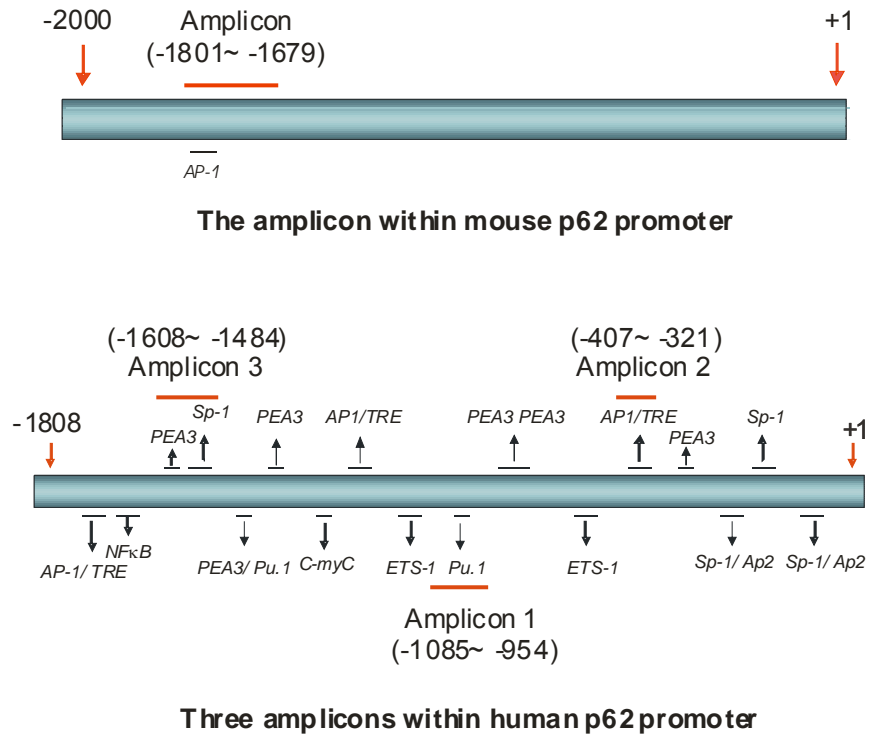 -2000
Amplicon
(-1801~ -1679)
+1
AP-1
The amplicon within mouse p62 promoter
(-1608~ -1484)
Amplicon 3
(-407~ -321)
Amplicon 2
-1808
+1
PEA3
Sp-1
PEA3
AP1/TRE
PEA3 PEA3
AP1/TRE
PEA3
Sp-1
AP-1/ TRE
NFκB
PEA3/ Pu.1
C-myC
ETS-1
Pu.1
ETS-1
Sp-1/ Ap2
Sp-1/ Ap2
Amplicon 1
(-1085~ -954)
Three amplicons within human p62 promoter